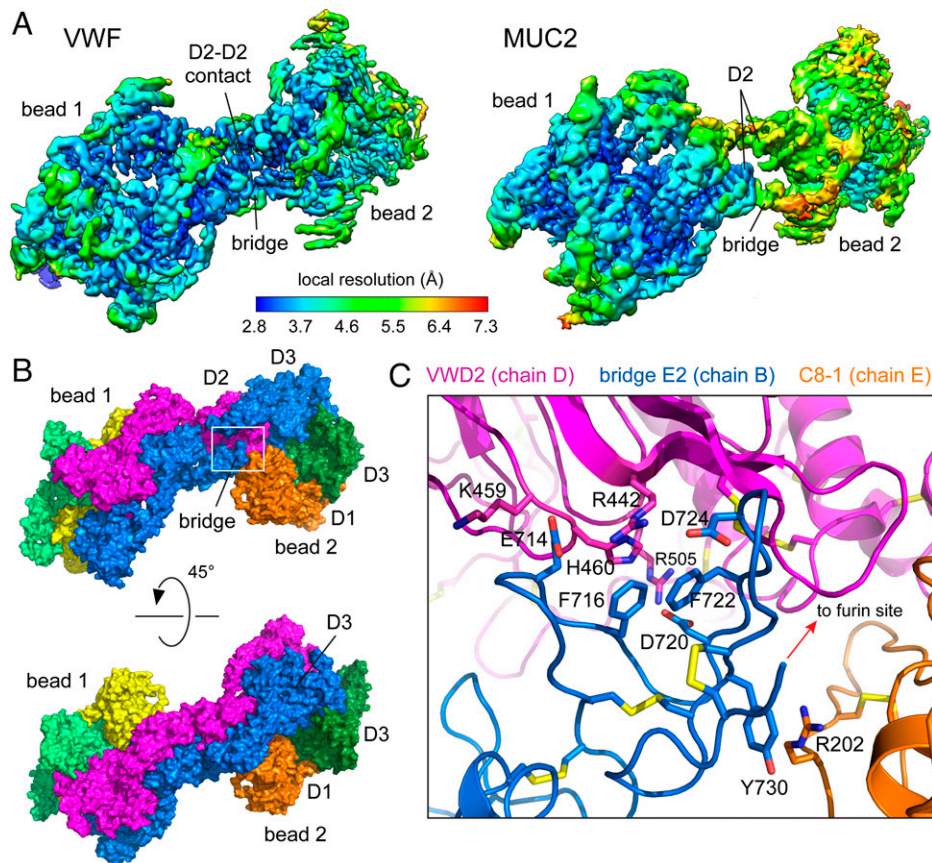 A
VWF
D2-D2
contact
bead 1
bridge
bead 2
MUC2
bead 1
D2
bridge
bead 2
local resolution (Å)
2.8 3.7 4.6 5.5 6.4 7.3
B
bead 1
D2
D3
D3
bridge
D1
bead 2
45°
bead 1
D3
D3
D1
bead 2
C
VWD2 (chain D) bridge E2 (chain B) C8-1 (chain E)
K459
R442
D724
E714
H460
R505
F716
F722
D720
to furin site
R202
Y730